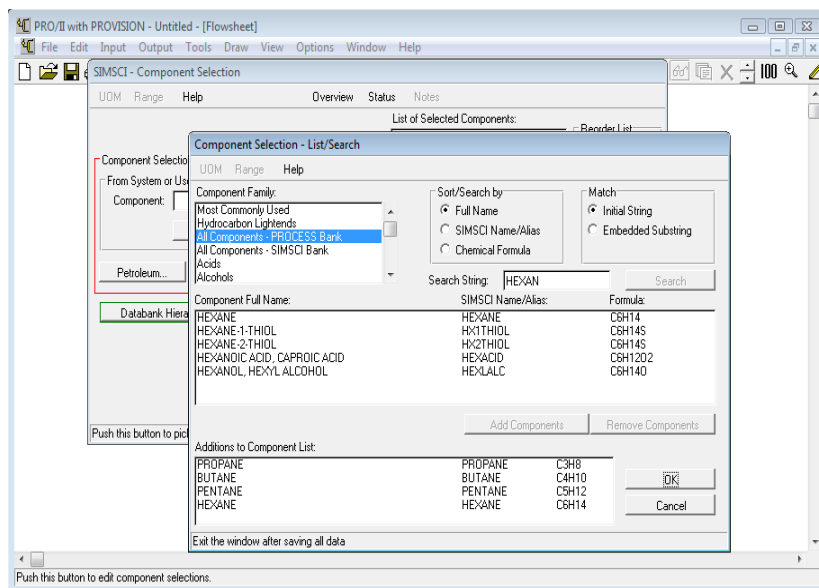 PRO/II with PROVISION - Untitled - [Flowsheet]
File Edit Input Output Tools Draw View Options Window Help
SIMSCI - Component Selection
UOM Range Help Overview Status Notes
List of Selected Components:
Reorder List
Component Selection - List/Search
UOM Range Help
Component Selectio
From System or Use
Component:
Petroleum...
Databank Hiera
Push this button to pic
Component Family:
Most Commonly Used
Hydrocarbon Lightends
All Components - PROCESS Bank
All Components - SIMSCI Bank
Acids
Alcohols
Sort/Search by
Full Name
SIMSCI Name/Alias
Chemical Formula
Match
Initial String
Embedded Substring
Search String: HEXAN Search
Component Full Name: SIMSCI Name/Alias: Formula:
HEXANE HEXANE C6H14
HEXANE-1-THIOL HX1THIOL C6H14S
HEXANE-2-THIOL HX2THIOL C6H14S
HEXANOIC ACID, CAPROIC ACID HEXACID C6H12O2
HEXANOL, HEXYL ALCOHOL HEXLALC C6H14O
Add Components Remove Components
Additions to Component List:
PROPANE PROPANE C3H8
BUTANE BUTANE C4H10
PENTANE PENTANE C5H12
HEXANE HEXANE C6H14
OK
Cancel
Exit the window after saving all data
Push this button to edit component selections.